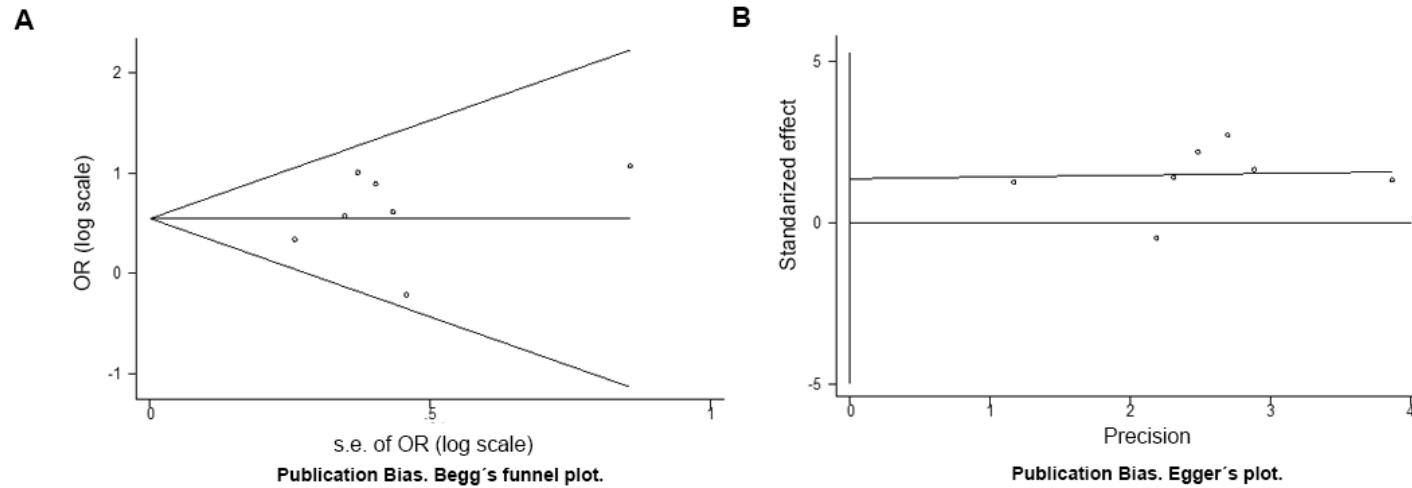 A
B
2
1
0
-1
OR (log scale)
0
.5
1
s.e. of OR (log scale)
Publication Bias. Begg´s funnel plot.
5
0
-5
Standarized effect
0
1
2
3
4
Precision
Publication Bias. Egger´s plot.